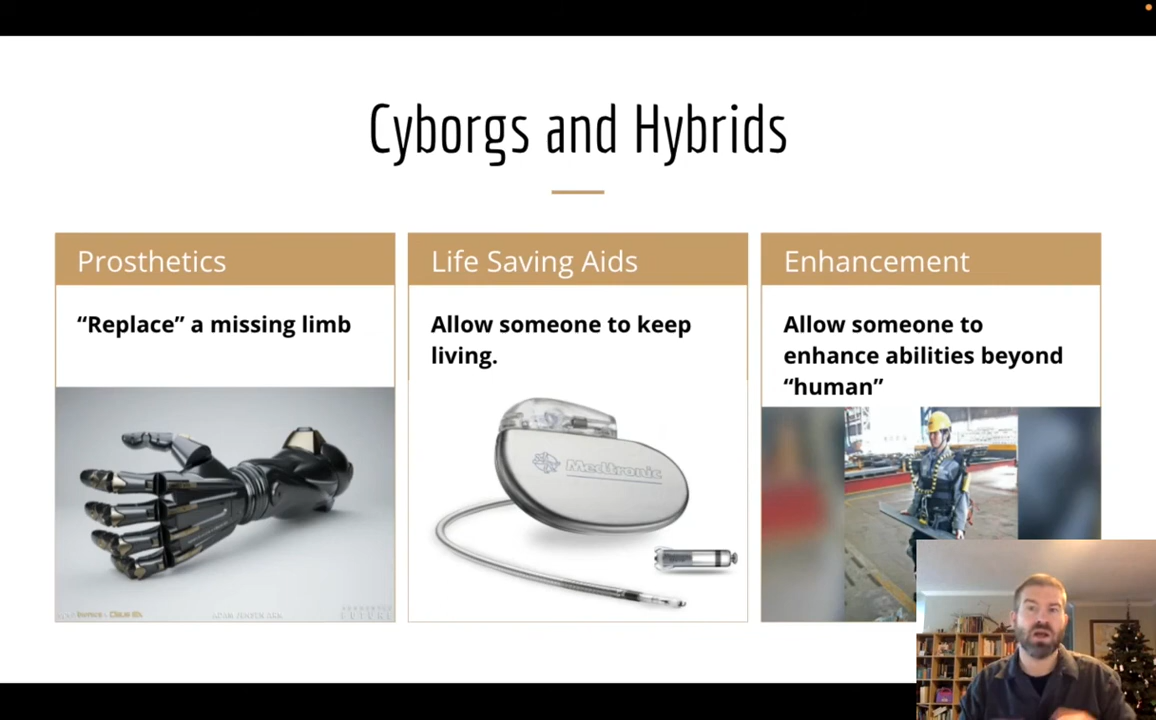 Cyborgs and Hybrids
Prosthetics
“Replace” a missing limb
Life Saving Aids
Allow someone to keep
living.
Medtronic
Enhancement
Allow someone to
enhance abilities beyond
“human”